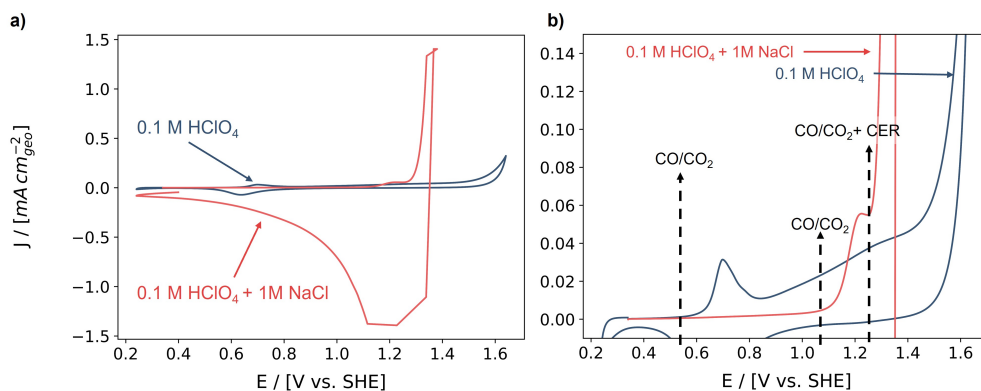 a)
1.5
1.0
0.5
0.0
−0.5
−1.0
−1.5
J / [mA cm⁻²geo]
0.1 M HClO₄
0.1 M HClO₄ + 1M NaCl
0.2 0.4 0.6 0.8 1.0 1.2 1.4 1.6
E / [V vs. SHE]
b)
0.14
0.12
0.10
0.08
0.06
0.04
0.02
0.00
0.1 M HClO₄ + 1M NaCl
0.1 M HClO₄
CO/CO₂+ CER
CO/CO₂
CO/CO₂
0.2 0.4 0.6 0.8 1.0 1.2 1.4 1.6
E / [V vs. SHE]